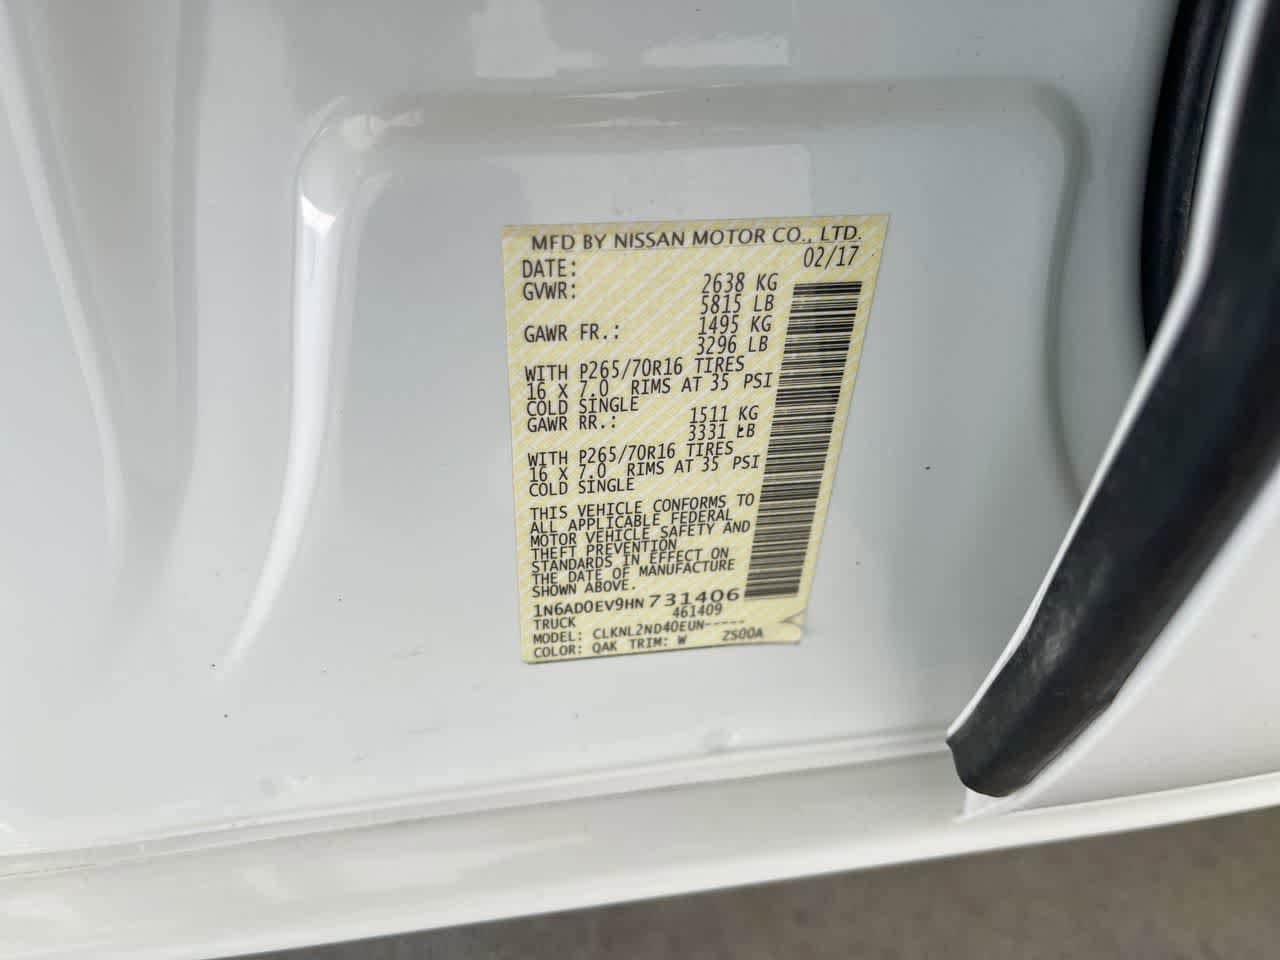 MFD BY NISSAN MOTOR CO., LTD.
DATE: 02/17
GVWR: 2638 KG
5815 LB
GAWR FR.: 1495 KG
3296 LB
WITH P265/70R16 TIRES
16 X 7.0 RIMS AT 35 PSI
COLD SINGLE
GAWR RR.: 1511 KG
3331 LB
WITH P265/70R16 TIRES
16 X 7.0 RIMS AT 35 PSI
COLD SINGLE
THIS VEHICLE CONFORMS TO
ALL APPLICABLE FEDERAL
MOTOR VEHICLE SAFETY AND
THEFT PREVENTION
STANDARDS IN EFFECT ON
THE DATE OF MANUFACTURE
SHOWN ABOVE.
1N6AD0EV9HN731406
TRUCK 461409
MODEL: CLKNL2ND40EUN-----
COLOR: QAK TRIM: W ZS00A